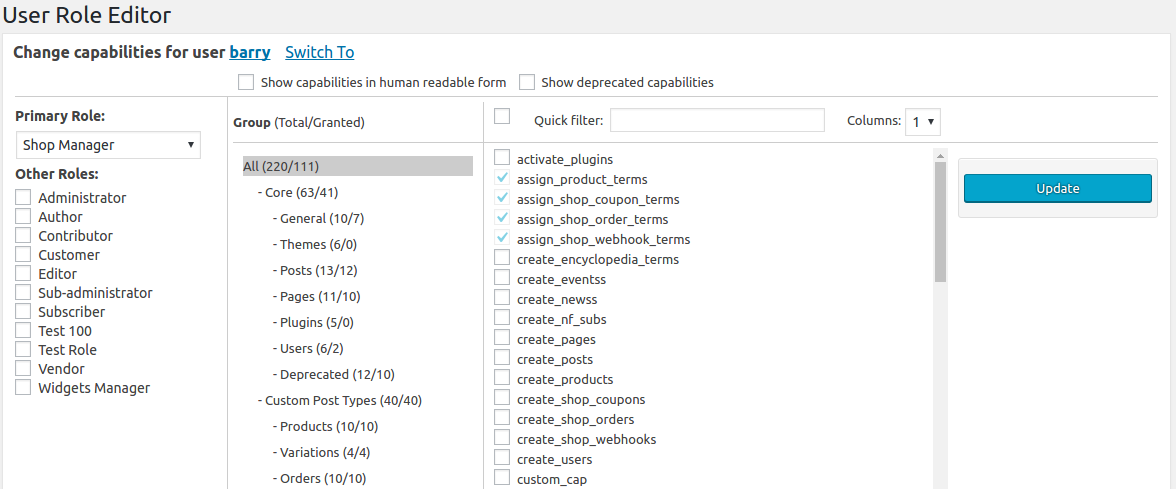 User Role Editor
Change capabilities for user barry Switch To
Show capabilities in human readable form Show deprecated capabilities
Primary Role:
Shop Manager
Other Roles:
Administrator
Author
Contributor
Customer
Editor
Sub-administrator
Subscriber
Test 100
Test Role
Vendor
Widgets Manager
Group (Total/Granted)
All (220/111)
- Core (63/41)
- General (10/7)
- Themes (6/0)
- Posts (13/12)
- Pages (11/10)
- Plugins (5/0)
- Users (6/2)
- Deprecated (12/10)
- Custom Post Types (40/40)
- Products (10/10)
- Variations (4/4)
- Orders (10/10)
Quick filter: Columns: 1
activate_plugins
assign_product_terms
assign_shop_coupon_terms
assign_shop_order_terms
assign_shop_webhook_terms
create_encyclopedia_terms
create_eventss
create_newss
create_nf_subs
create_pages
create_posts
create_products
create_shop_coupons
create_shop_orders
create_shop_webhooks
create_users
custom_cap
Update